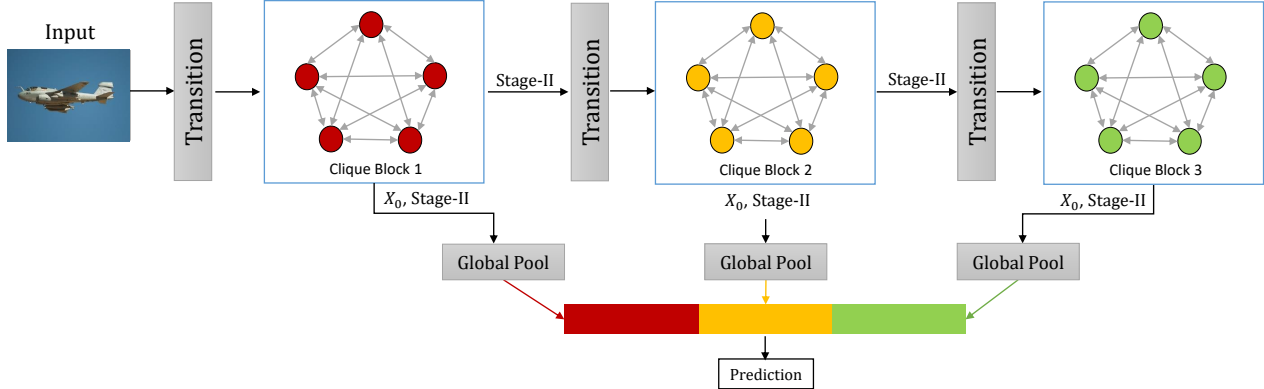 Input
Transition
Clique Block 1
Stage-II
Transition
Clique Block 2
Stage-II
Transition
Clique Block 3
X₀, Stage-II
X₀, Stage-II
X₀, Stage-II
Global Pool
Global Pool
Global Pool
Prediction